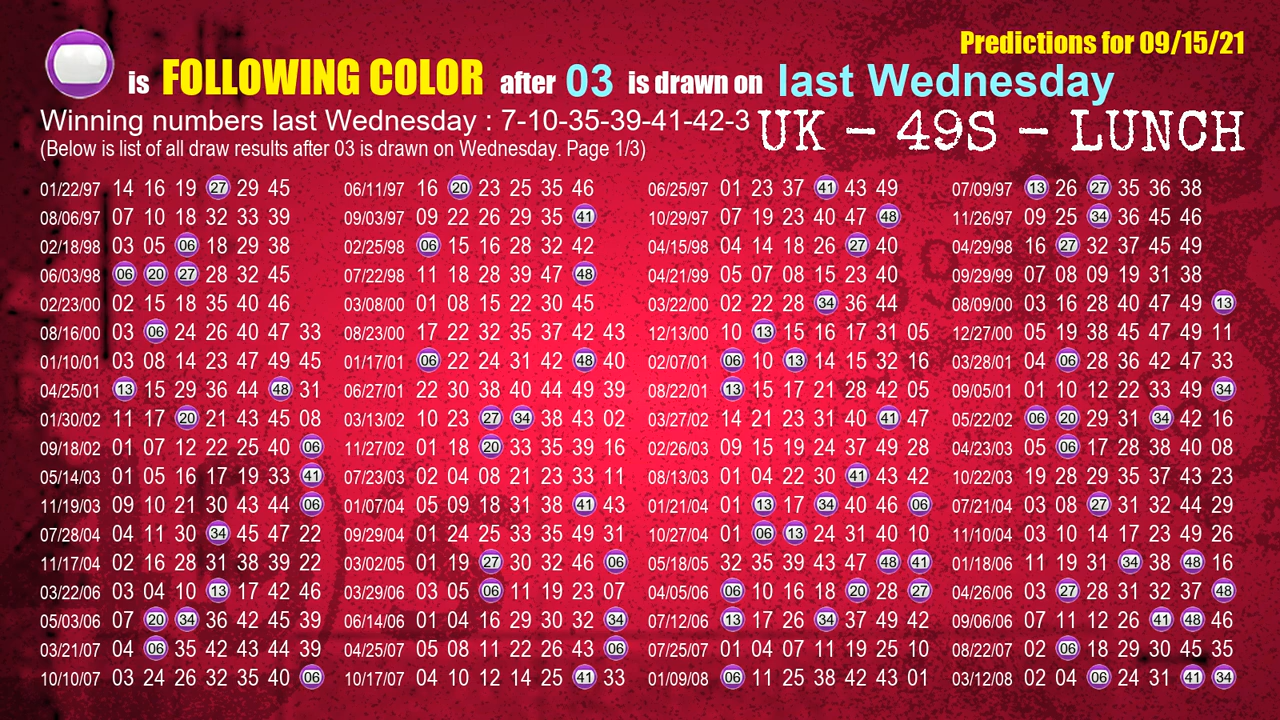 Predictions for 09/15/21
is FOLLOWING COLOR after 03 is drawn on last Wednesday
Winning numbers last Wednesday : 7-10-35-39-41-42-3
UK - 49S - LUNCH
(Below is list of all draw results after 03 is drawn on Wednesday. Page 1/3)
01/22/97 14 16 19 27 29 45 06/11/97 16 20 23 25 35 46 06/25/97 01 23 37 41 43 49 07/09/97 13 26 27 35 36 38
08/06/97 07 10 18 32 33 39 09/03/97 09 22 26 29 35 41 10/29/97 07 19 23 40 47 48 11/26/97 09 25 34 36 45 46
02/18/98 03 05 06 18 29 38 02/25/98 06 15 16 28 32 42 04/15/98 04 14 18 26 27 40 04/29/98 16 27 32 37 45 49
06/03/98 06 20 27 28 32 45 07/22/98 11 18 28 39 47 48 04/21/99 05 07 08 15 23 40 09/29/99 07 08 09 19 31 38
02/23/00 02 15 18 35 40 46 03/08/00 01 08 15 22 30 45 03/22/00 02 22 28 34 36 44 08/09/00 03 16 28 40 47 49 13
08/16/00 03 06 24 26 40 47 33 08/23/00 17 22 32 35 37 42 43 12/13/00 10 13 15 16 17 31 05 12/27/00 05 19 38 45 47 49 11
01/10/01 03 08 14 23 47 49 45 01/17/01 06 22 24 31 42 48 40 02/07/01 06 10 13 14 15 32 16 03/28/01 04 06 28 36 42 47 33
04/25/01 13 15 29 36 44 48 31 06/27/01 22 30 38 40 44 49 39 08/22/01 13 15 17 21 28 42 05 09/05/01 01 10 12 22 33 49 34
01/30/02 11 17 20 21 43 45 08 03/13/02 10 23 27 34 38 43 02 03/27/02 14 21 23 31 40 41 47 05/22/02 06 20 29 31 34 42 16
09/18/02 01 07 12 22 25 40 06 11/27/02 01 18 20 33 35 39 16 02/26/03 09 15 19 24 37 49 28 04/23/03 05 06 17 28 38 40 08
05/14/03 01 05 16 17 19 33 41 07/23/03 02 04 08 21 23 33 11 08/13/03 01 04 22 30 41 43 42 10/22/03 19 28 29 35 37 43 23
11/19/03 09 10 21 30 43 44 06 01/07/04 05 09 18 31 38 41 43 01/21/04 01 13 17 34 40 46 06 07/21/04 03 08 27 31 32 44 29
07/28/04 04 11 30 34 45 47 22 09/29/04 01 24 25 33 35 49 31 10/27/04 01 06 13 24 31 40 10 11/10/04 03 10 14 17 23 49 26
11/17/04 02 16 28 31 38 39 22 03/02/05 01 19 27 30 32 46 06 05/18/05 32 35 39 43 47 48 41 01/18/06 11 19 31 34 38 48 16
03/22/06 03 04 10 13 17 42 46 03/29/06 03 05 06 11 19 23 07 04/05/06 06 10 16 18 20 28 27 04/26/06 03 27 28 31 32 37 48
05/03/06 07 20 34 36 42 45 39 06/14/06 01 04 16 29 30 32 34 07/12/06 13 17 26 34 37 49 42 09/06/06 07 11 12 26 41 48 46
03/21/07 04 06 35 42 43 44 39 04/25/07 05 08 11 22 26 43 06 07/25/07 01 04 07 11 19 25 10 08/22/07 02 06 18 29 30 45 35
10/10/07 03 24 26 32 35 40 06 10/17/07 04 10 12 14 25 41 33 01/09/08 06 11 25 38 42 43 01 03/12/08 02 04 06 24 31 41 34